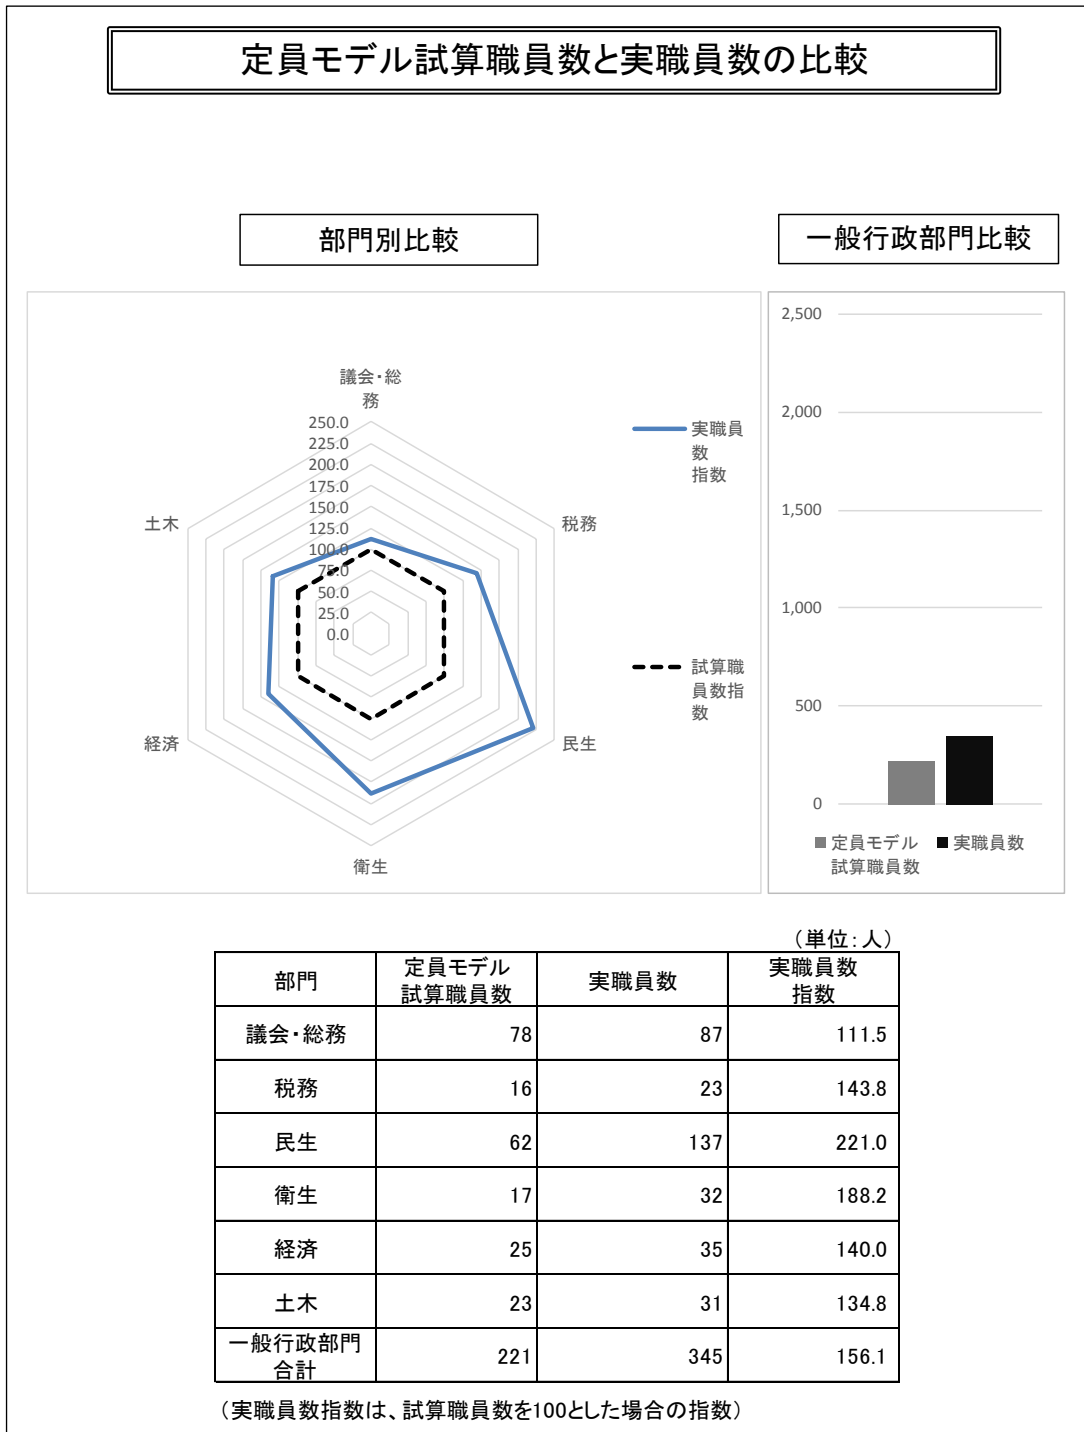 定員モデル試算職員数と実職員数の比較
部門別比較
一般行政部門比較
議会・総
務
250.0
225.0
200.0
175.0
150.0
125.0
100.0
75.0
50.0
25.0
0.0
税務
民生
衛生
経済
土木
実職員
数
指数
試算職
員数指
数
2,500
2,000
1,500
1,000
500
0
定員モデル
試算職員数
実職員数
（単位：人）
部門 定員モデル 実職員数 実職員数
試算職員数 指数
議会・総務 78 87 111.5
税務 16 23 143.8
民生 62 137 221.0
衛生 17 32 188.2
経済 25 35 140.0
土木 23 31 134.8
一般行政部門
合計 221 345 156.1
（実職員数指数は、試算職員数を100とした場合の指数）